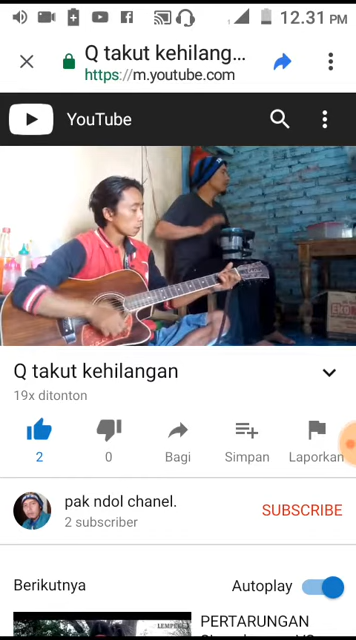 12.31 PM
Q takut kehilang...
https://m.youtube.com
YouTube
Q takut kehilangan
19x ditonton
2
0
Bagi
Simpan
Laporkan
pak ndol chanel.
2 subscriber
SUBSCRIBE
Berikutnya
Autoplay
PERTARUNGAN